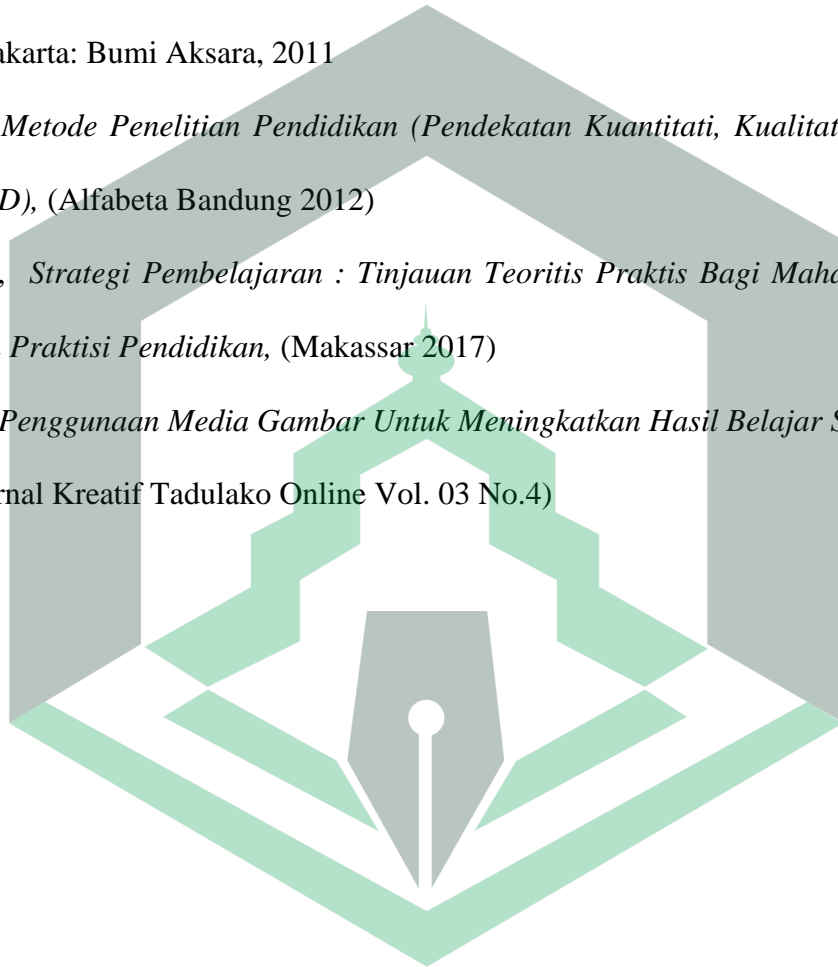 akarta: Bumi Aksara, 2011
Metode Penelitian Pendidikan (Pendekatan Kuantitati, Kualitat
D), (Alfabeta Bandung 2012)
, Strategi Pembelajaran : Tinjauan Teoritis Praktis Bagi Maha
Praktisi Pendidikan, (Makassar 2017)
Penggunaan Media Gambar Untuk Meningkatkan Hasil Belajar S
rnal Kreatif Tadulako Online Vol. 03 No.4)